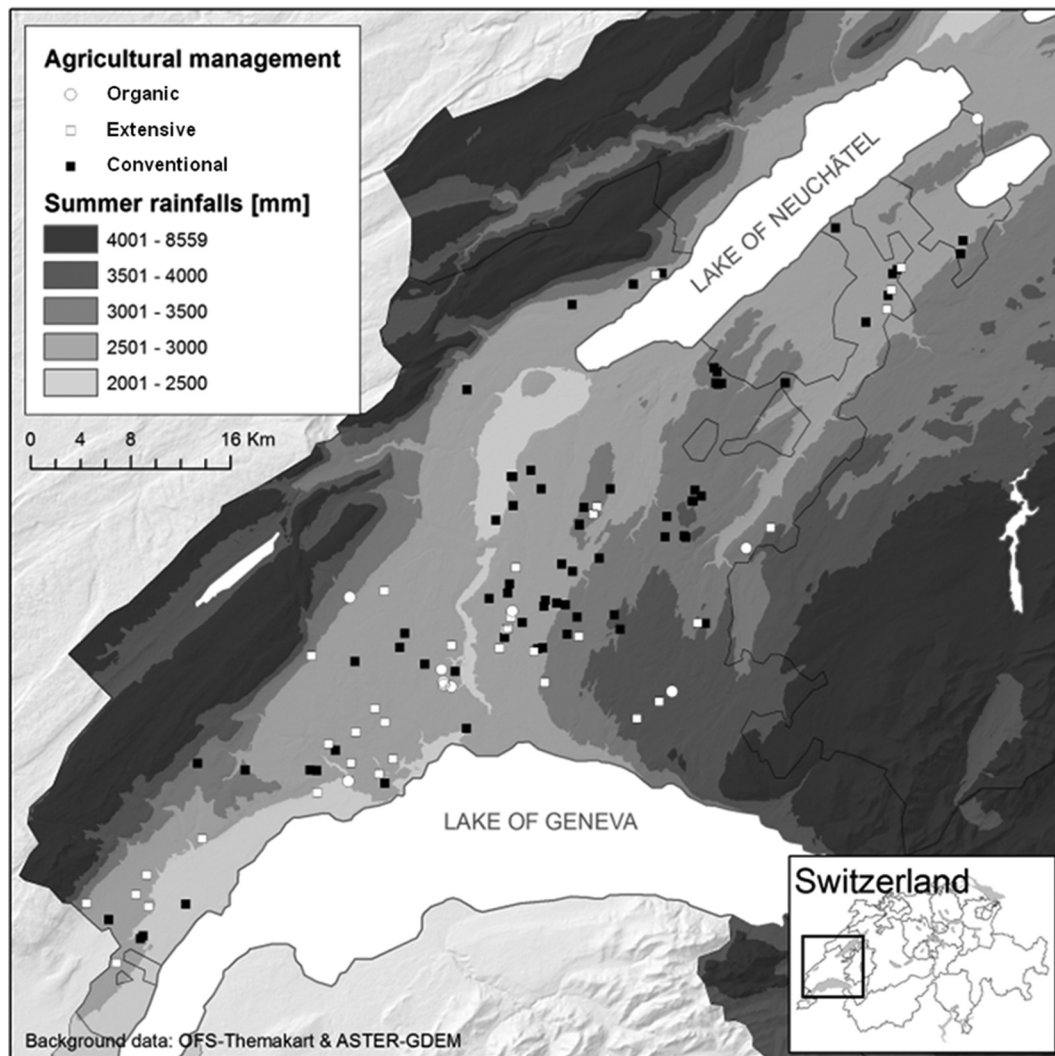 Agricultural management
Organic
Extensive
Conventional
Summer rainfalls [mm]
4001 - 8559
3501 - 4000
3001 - 3500
2501 - 3000
2001 - 2500
0 4 8 16 Km
LAKE OF NEUCHÂTEL
LAKE OF GENEVA
Switzerland
Background data: OFS-Themakart & ASTER-GDEM